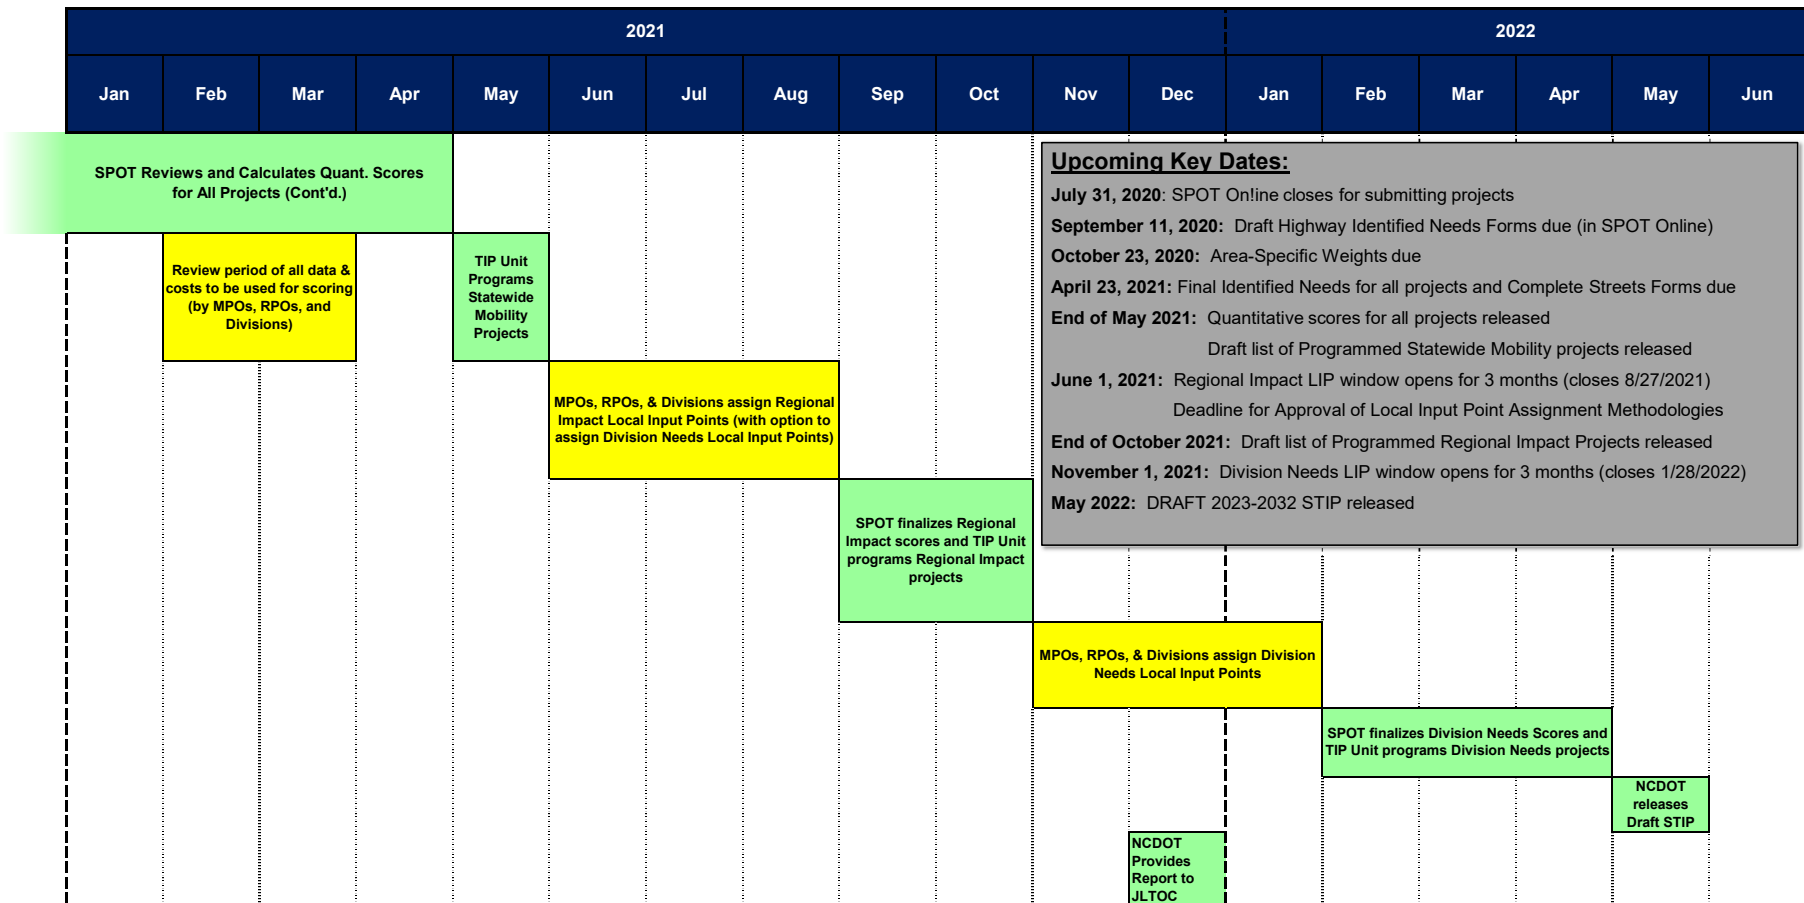 2021
2022
Jan
Feb
Mar
Apr
May
Jun
Jul
Aug
Sep
Oct
Nov
Dec
Jan
Feb
Mar
Apr
May
Jun
SPOT Reviews and Calculates Quant. Scores
for All Projects (Cont'd.)
Review period of all data &
costs to be used for scoring
(by MPOs, RPOs, and
Divisions)
TIP Unit
Programs
Statewide
Mobility
Projects
MPOs, RPOs, & Divisions assign Regional
Impact Local Input Points (with option to
assign Division Needs Local Input Points)
SPOT finalizes Regional
Impact scores and TIP Unit
programs Regional Impact
projects
Upcoming Key Dates:
July 31, 2020: SPOT On!ine closes for submitting projects
September 11, 2020: Draft Highway Identified Needs Forms due (in SPOT Online)
October 23, 2020: Area-Specific Weights due
April 23, 2021: Final Identified Needs for all projects and Complete Streets Forms due
End of May 2021: Quantitative scores for all projects released
Draft list of Programmed Statewide Mobility projects released
June 1, 2021: Regional Impact LIP window opens for 3 months (closes 8/27/2021)
Deadline for Approval of Local Input Point Assignment Methodologies
End of October 2021: Draft list of Programmed Regional Impact Projects released
November 1, 2021: Division Needs LIP window opens for 3 months (closes 1/28/2022)
May 2022: DRAFT 2023-2032 STIP released
MPOs, RPOs, & Divisions assign Division
Needs Local Input Points
SPOT finalizes Division Needs Scores and
TIP Unit programs Division Needs projects
NCDOT
releases
Draft STIP
NCDOT
Provides
Report to
JLTOC